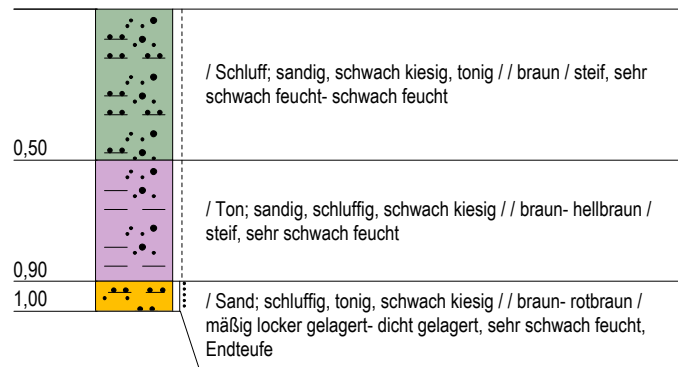 / Schluff; sandig, schwach kiesig, tonig / / braun / steif, sehr
schwach feucht- schwach feucht
0,50
/ Ton; sandig, schluffig, schwach kiesig / / braun- hellbraun /
steif, sehr schwach feucht
0,90
/ Sand; schluffig, tonig, schwach kiesig / / braun- rotbraun /
1,00
mäßig locker gelagert- dicht gelagert, sehr schwach feucht,
Endteufe